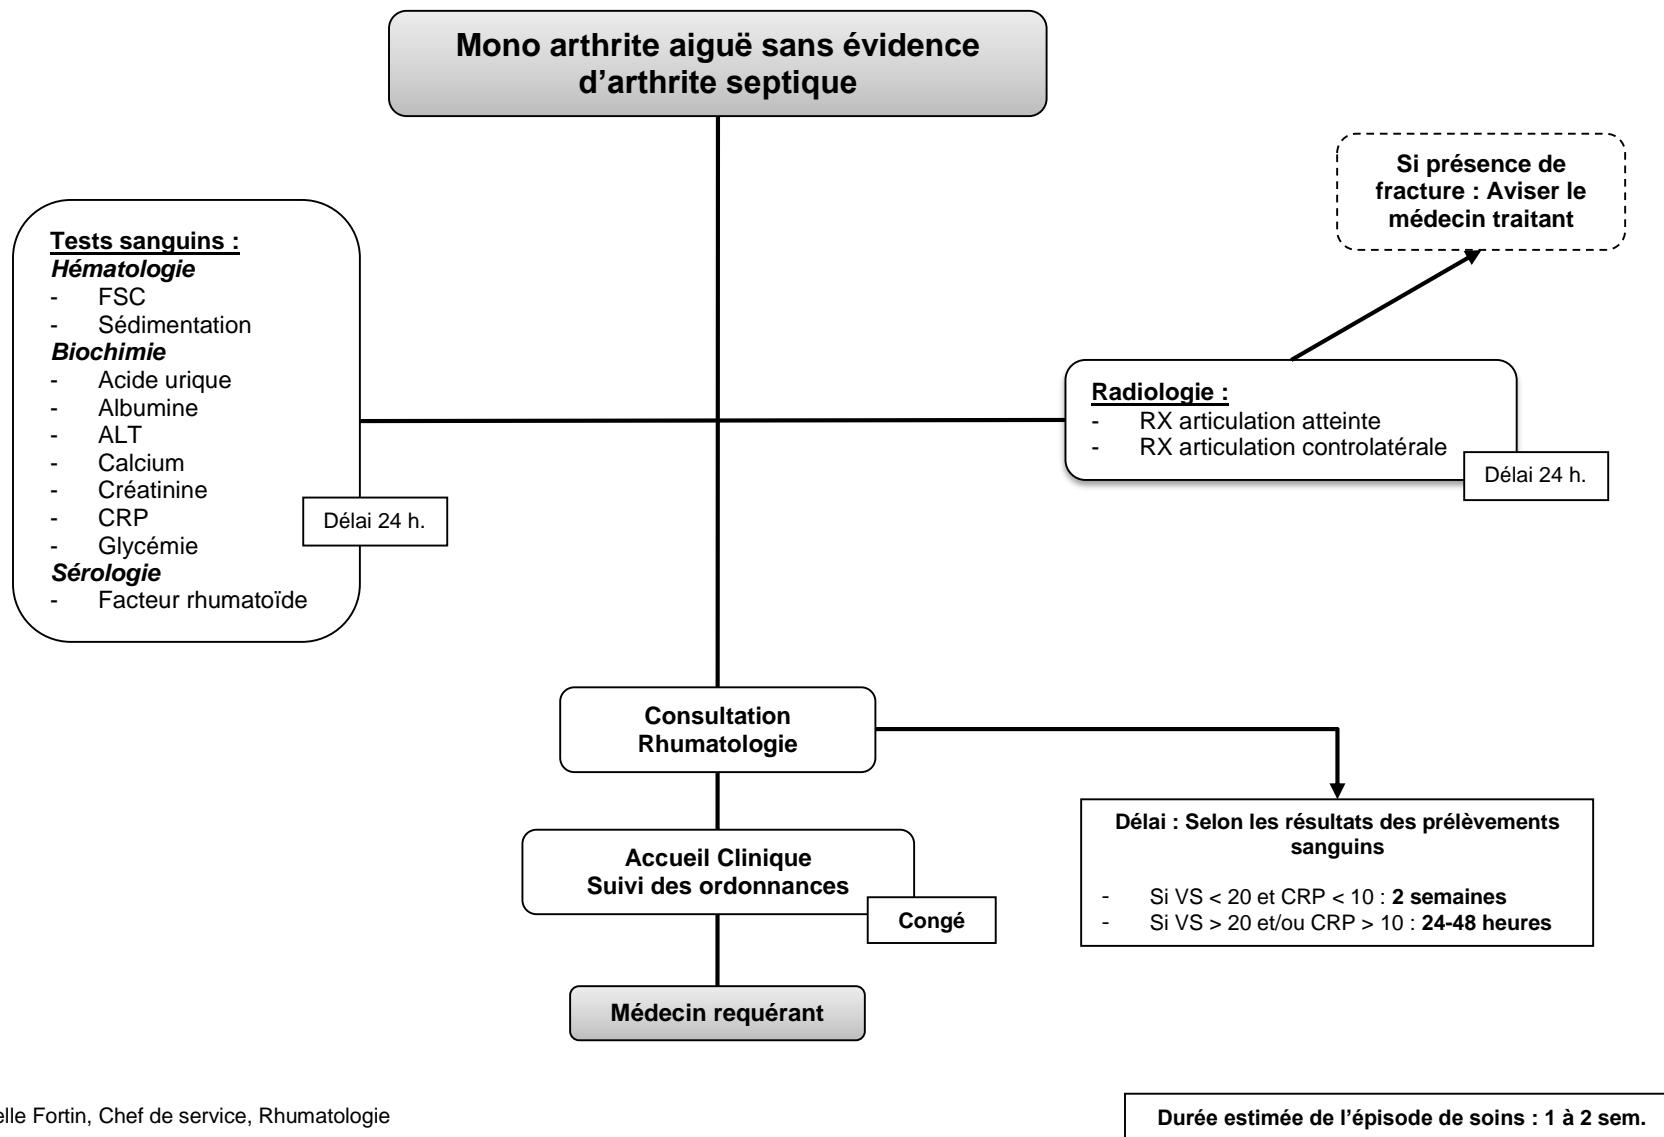 Mono arthrite aiguë sans évidence
d’arthrite septique
Si présence de
fracture : Aviser le
médecin traitant
Tests sanguins :
Hématologie
- FSC
- Sédimentation
Biochimie
- Acide urique
- Albumine
- ALT
- Calcium
- Créatinine
- CRP
- Glycémie
Sérologie
- Facteur rhumatoïde
Délai 24 h.
Radiologie :
- RX articulation atteinte
- RX articulation controlatérale
Délai 24 h.
Consultation
Rhumatologie
Accueil Clinique
Suivi des ordonnances
Congé
Délai : Selon les résultats des prélèvements
sanguins
- Si VS < 20 et CRP < 10 : 2 semaines
- Si VS > 20 et/ou CRP > 10 : 24-48 heures
Médecin requérant
elle Fortin, Chef de service, Rhumatologie
Durée estimée de l’épisode de soins : 1 à 2 sem.